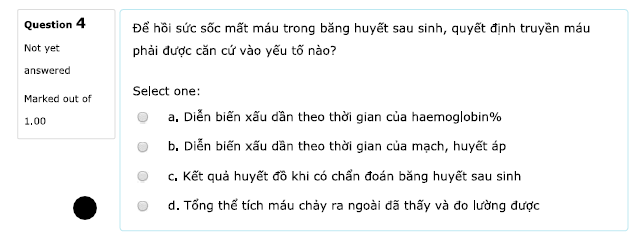 Question 4
Not yet
answered
Marked out of
1.00
Để hồi sức sốc mất máu trong băng huyết sau sinh, quyết định truyền máu
phải được căn cứ vào yếu tố nào?
Select one:
a. Diễn biến xấu dần theo thời gian của haemoglobin%
b. Diễn biến xấu dần theo thời gian của mạch, huyết áp
c. Kết quả huyết đồ khi có chẩn đoán băng huyết sau sinh
d. Tổng thể tích máu chảy ra ngoài đã thấy và đo lường được